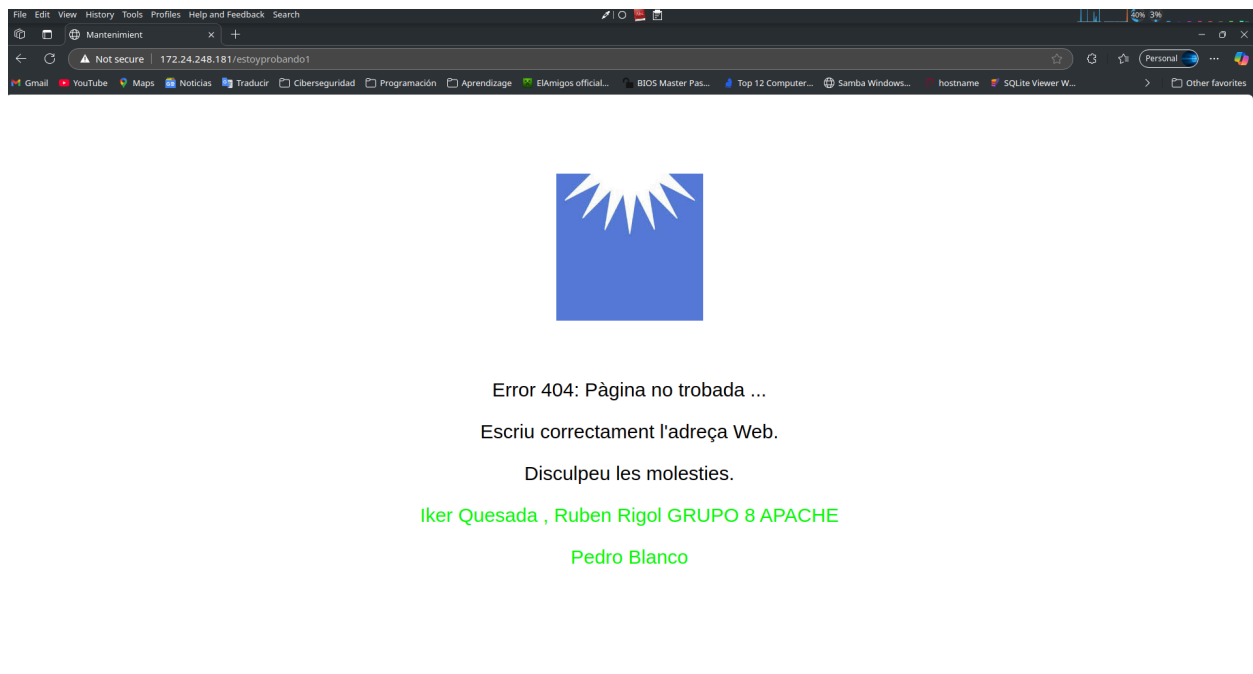 File Edit View History Tools Profiles Help and Feedback Search
40% 3%
Mantenimient
Not secure 172.24.248.181/estoyprobando1
Personal
Gmail YouTube Maps Noticias Traducir Ciberseguridad Programación Aprendizage ElAmigos official... BIOS Master Pas... Top 12 Computer... Samba Windows... hostname SQLite Viewer W... Other favorites
Error 404: Pàgina no trobada ...
Escriu correctament l'adreça Web.
Disculpeu les molesties.
Iker Quesada , Ruben Rigol GRUPO 8 APACHE
Pedro Blanco